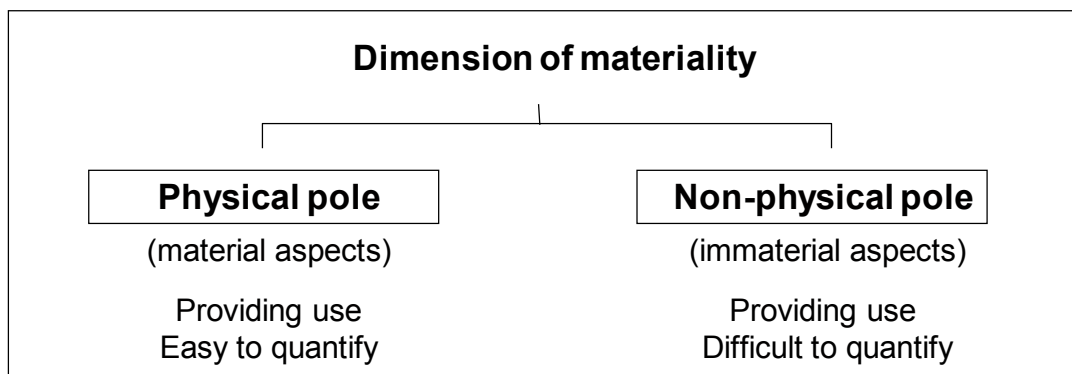 Dimension of materiality
Physical pole
(material aspects)
Providing use
Easy to quantify
Non-physical pole
(immaterial aspects)
Providing use
Difficult to quantify